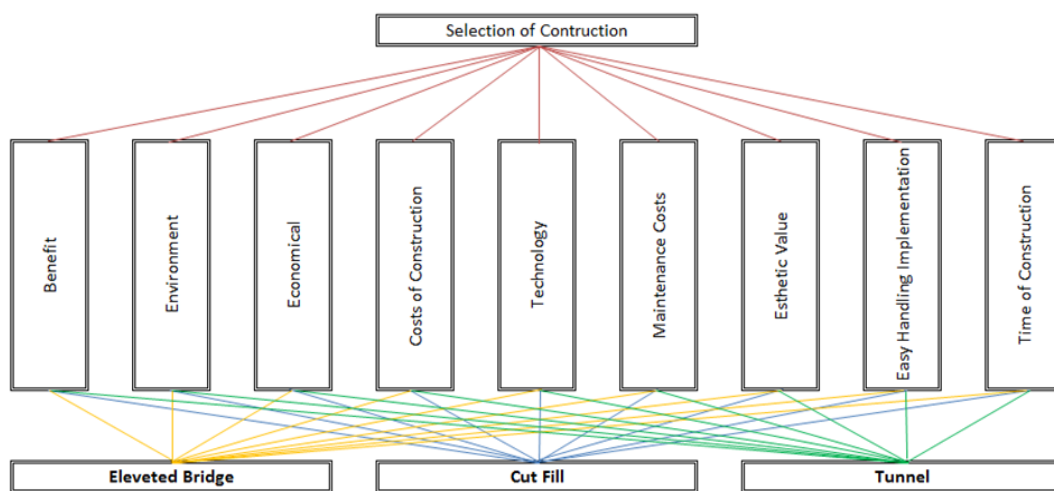 Selection of Contruction
Benefit
Environment
Economical
Costs of Construction
Technology
Maintenance Costs
Esthetic Value
Easy Handling Implementation
Time of Construction
Eleveted Bridge
Cut Fill
Tunnel